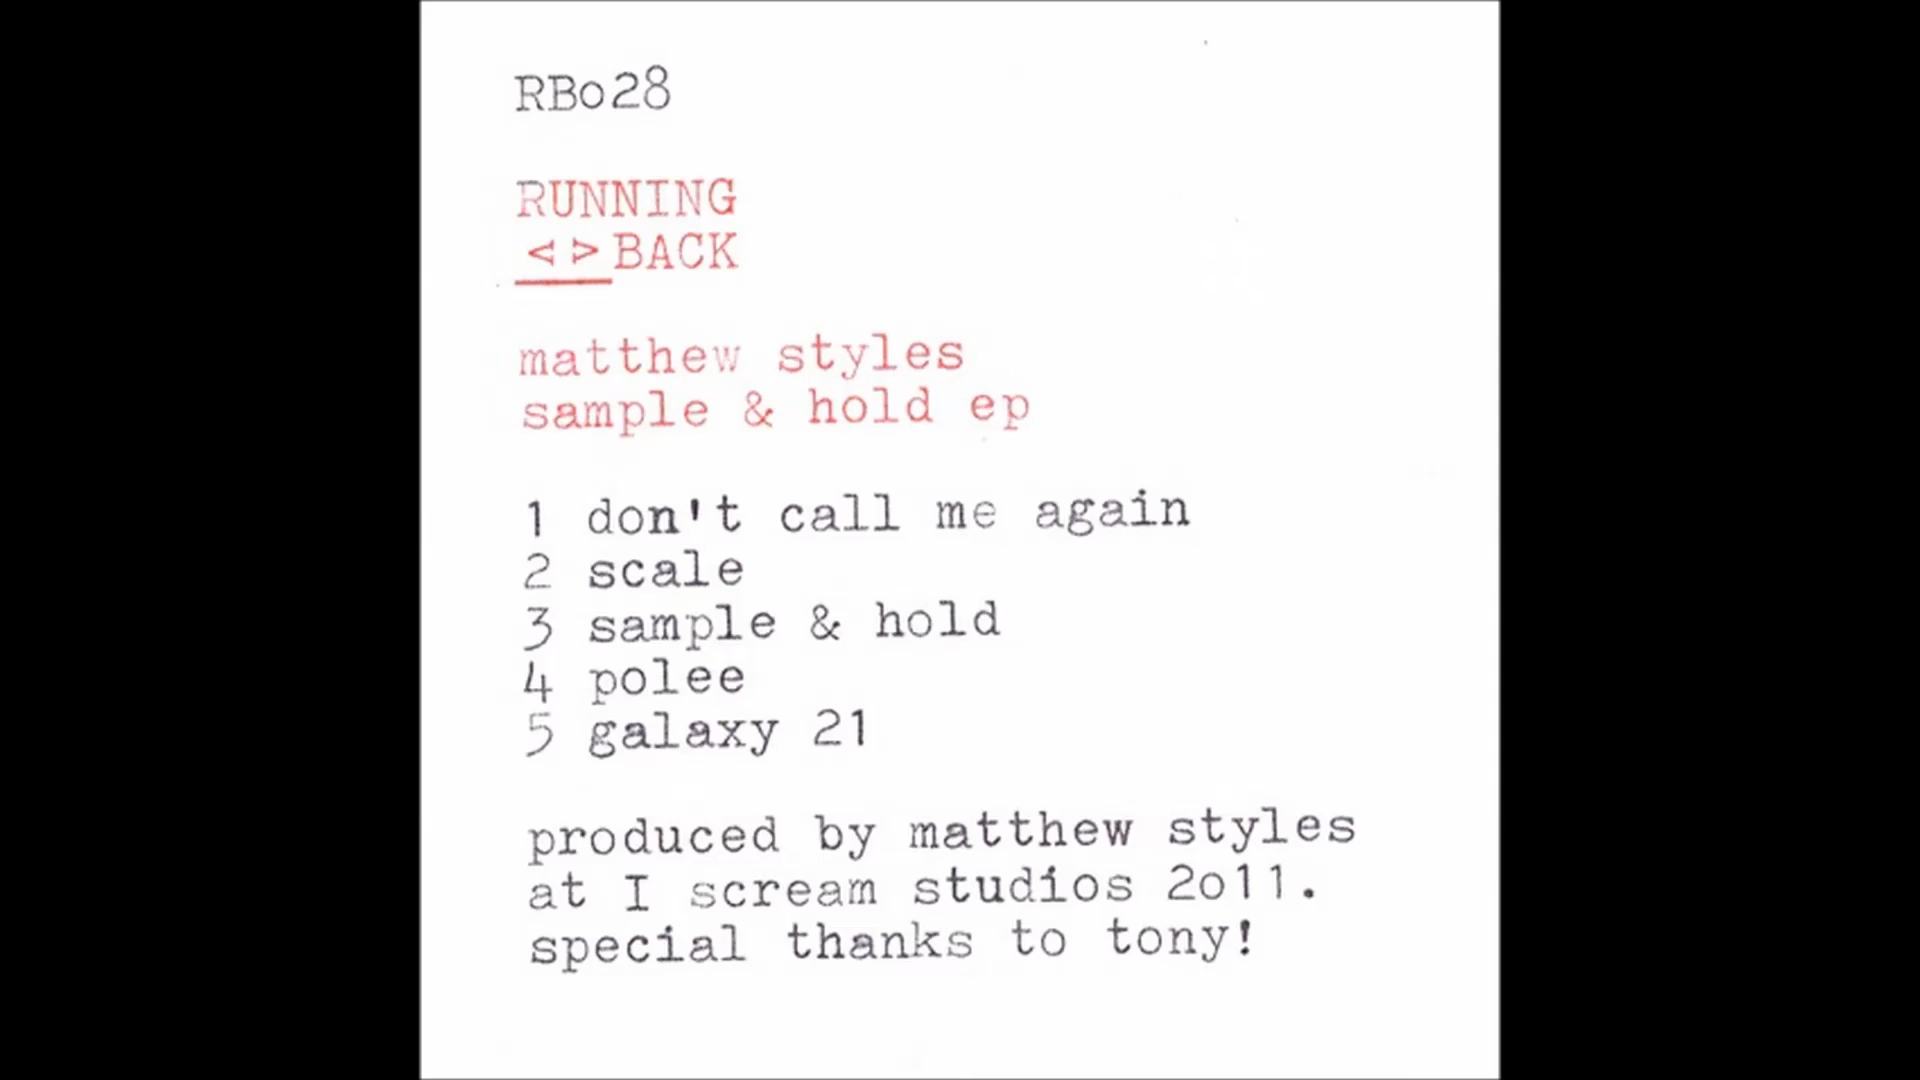 RBo28
RUNNING
<>BACK
matthew styles
sample & hold ep
1 don't call me again
2 scale
3 sample & hold
4 polee
5 galaxy 21
produced by matthew styles
at I scream studios 2o11.
special thanks to tony!